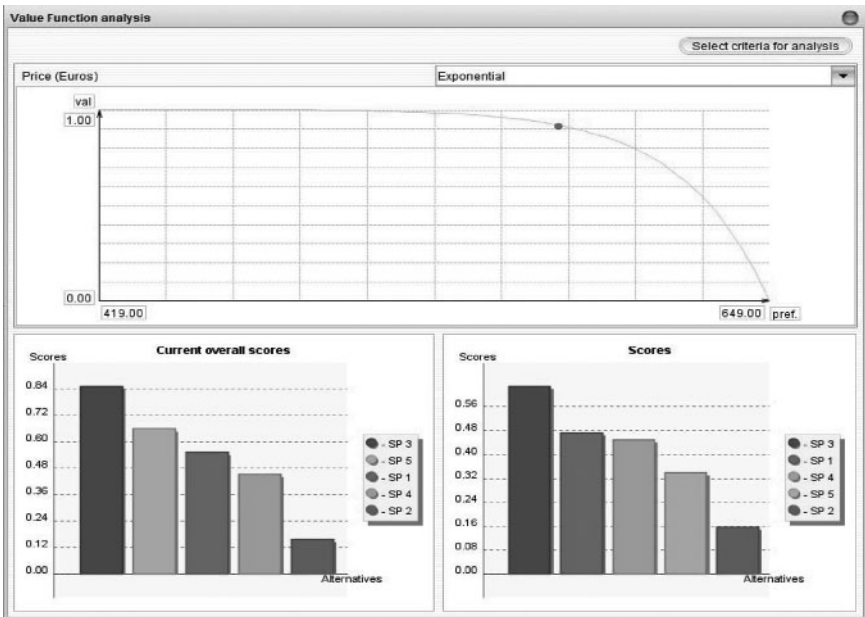 Value Function analysis
Select criteria for analysis
Price (Euros)
Exponential
val
1.00
0.00
419.00
649.00
pref.
Current overall scores
Scores
0.84
0.72
0.60
0.48
0.36
0.24
0.12
0.00
Alternatives
- SP 3
- SP 5
- SP 1
- SP 4
- SP 2
Scores
Scores
0.56
0.48
0.40
0.32
0.24
0.16
0.08
0.00
Alternatives
- SP 3
- SP 1
- SP 4
- SP 5
- SP 2